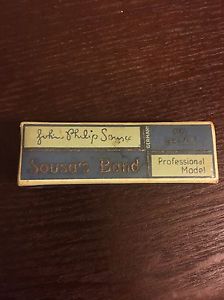 John Philip Sousa
GERMANY
Sousa's Band
Professional
Model